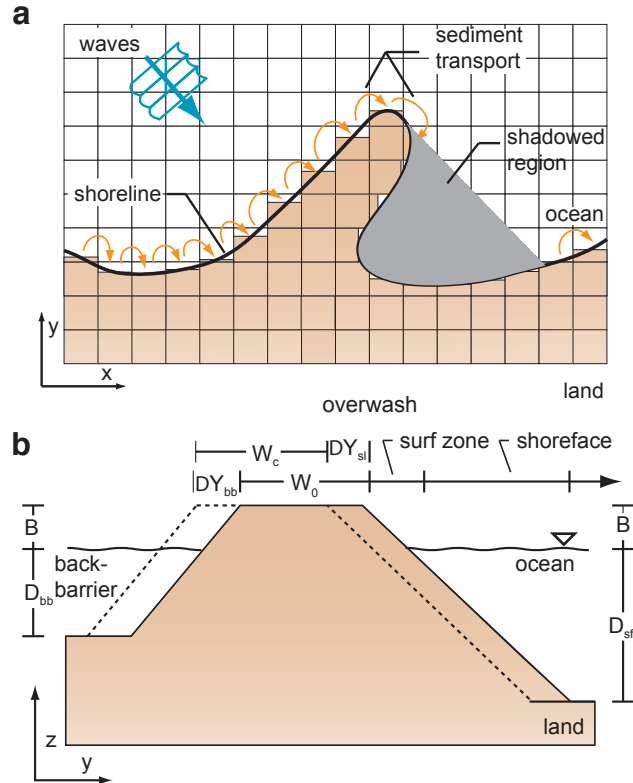 a
waves
sediment
transport
shadowed
region
shoreline
ocean
y
x
land
overwash
b
surf zone
shoreface
W_c
DY_sl
DY_bb
W_0
B
B
back-
barrier
ocean
D_bb
D_sf
land
z
y